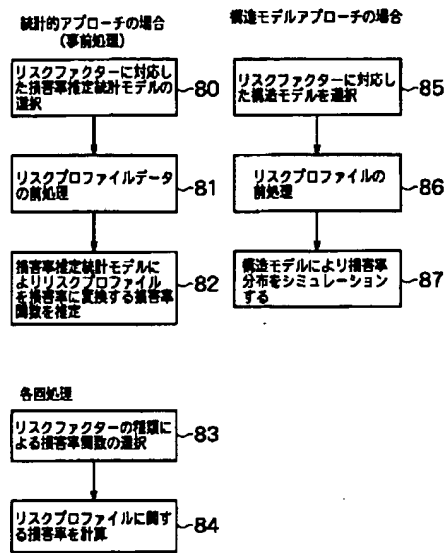 統計的アプローチの場合
(事前処理)
リスクファクターに対応し
た損害率推定統計モデルの
選択
80
リスクプロファイルデータ
の前処理
81
損害率推定統計モデルに
よりリスクプロファイル
を損害率に変換する損害率
関数を推定
82
各回処理
リスクファクターの種類に
よる損害率関数の選択
83
リスクプロファイルに関す
る損害率を計算
84
構造モデルアプローチの場合
リスクファクターに対応し
た構造モデルを選択
85
リスクプロファイルの
前処理
86
構造モデルにより損害率
分布をシミュレーション
する
87